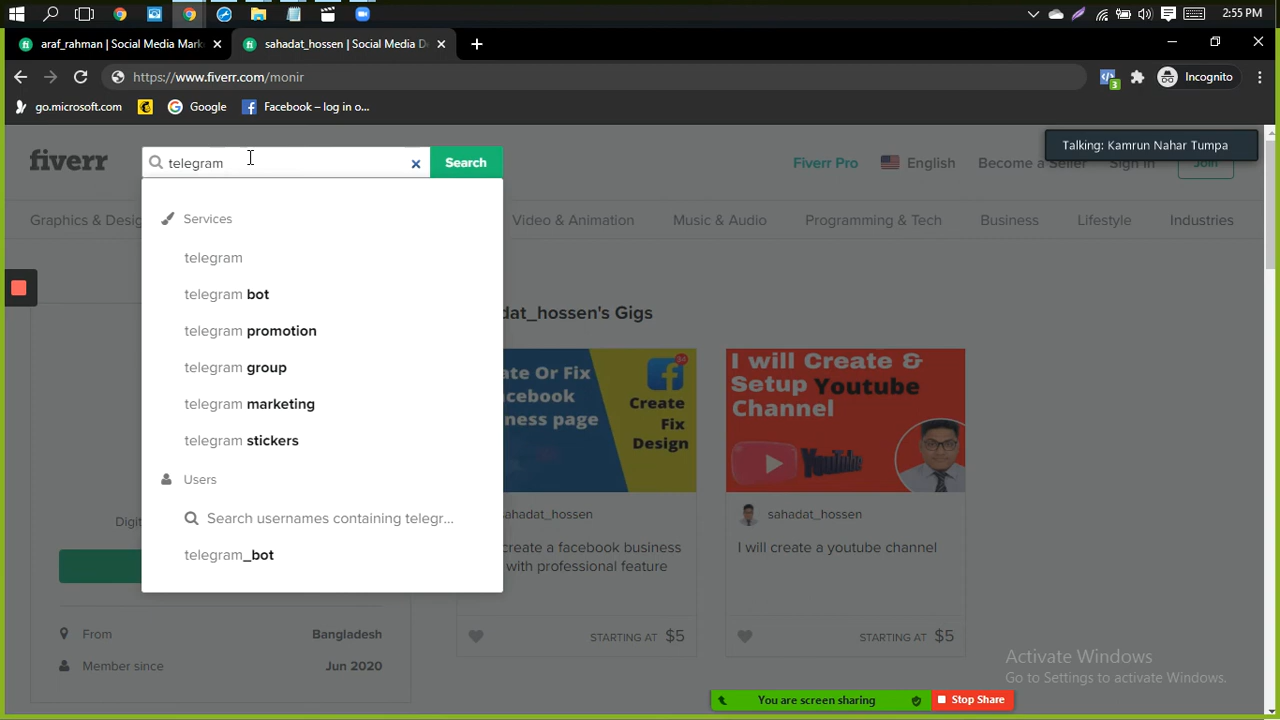 2:55 PM
araf_rahman | Social Media Mark
sahadat_hossen | Social Media De
https://www.fiverr.com/monir
3
Incognito
go.microsoft.com
Google
Facebook – log in o...
Talking: Kamrun Nahar Tumpa
fiverr
telegram
Search
Fiverr Pro
English
Become a Seller
Join
Graphics & Desig
Video & Animation
Music & Audio
Programming & Tech
Business
Lifestyle
Industries
Services
telegram
telegram bot
telegram promotion
telegram group
telegram marketing
telegram stickers
Users
Search usernames containing telegr...
telegram_bot
dat_hossen's Gigs
ate Or Fix
cebook
ness page
Create
Fix
Design
I will Create &
Setup Youtube
Channel
YouTube
sahadat_hossen
sahadat_hossen
create a facebook business
with professional feature
I will create a youtube channel
Digit
From
Bangladesh
Member since
Jun 2020
STARTING AT $5
STARTING AT $5
Activate Windows
Go to Settings to activate Windows.
You are screen sharing
Stop Share